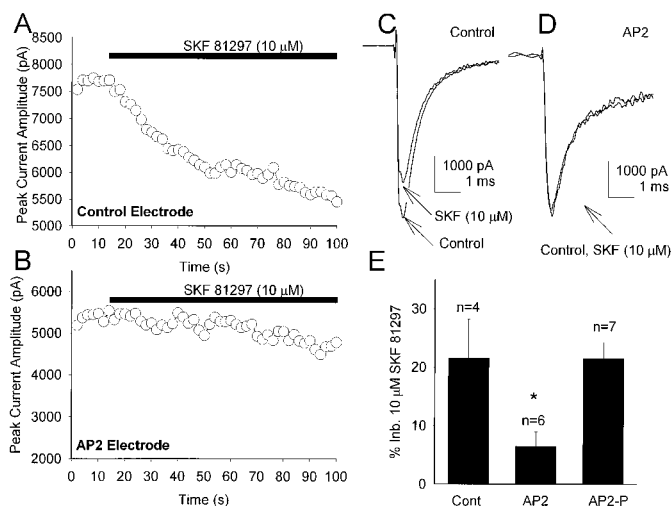 A
SKF 81297 (10 μM)
Peak Current Amplitude (pA)
8500
8000
7500
7000
6500
6000
5500
5000
Control Electrode
0 10 20 30 40 50 60 70 80 90 100
Time (s)
B
SKF 81297 (10 μM)
Peak Current Amplitude (pA)
6000
5000
4000
3000
2000
AP2 Electrode
0 10 20 30 40 50 60 70 80 90 100
Time (s)
C
Control
1000 pA
1 ms
SKF (10 μM)
Control
D
AP2
1000 pA
1 ms
Control, SKF (10 μM)
E
% Inb. 10 μM SKF 81297
30
20
10
0
n=4
*
n=6
n=7
Cont AP2 AP2-P